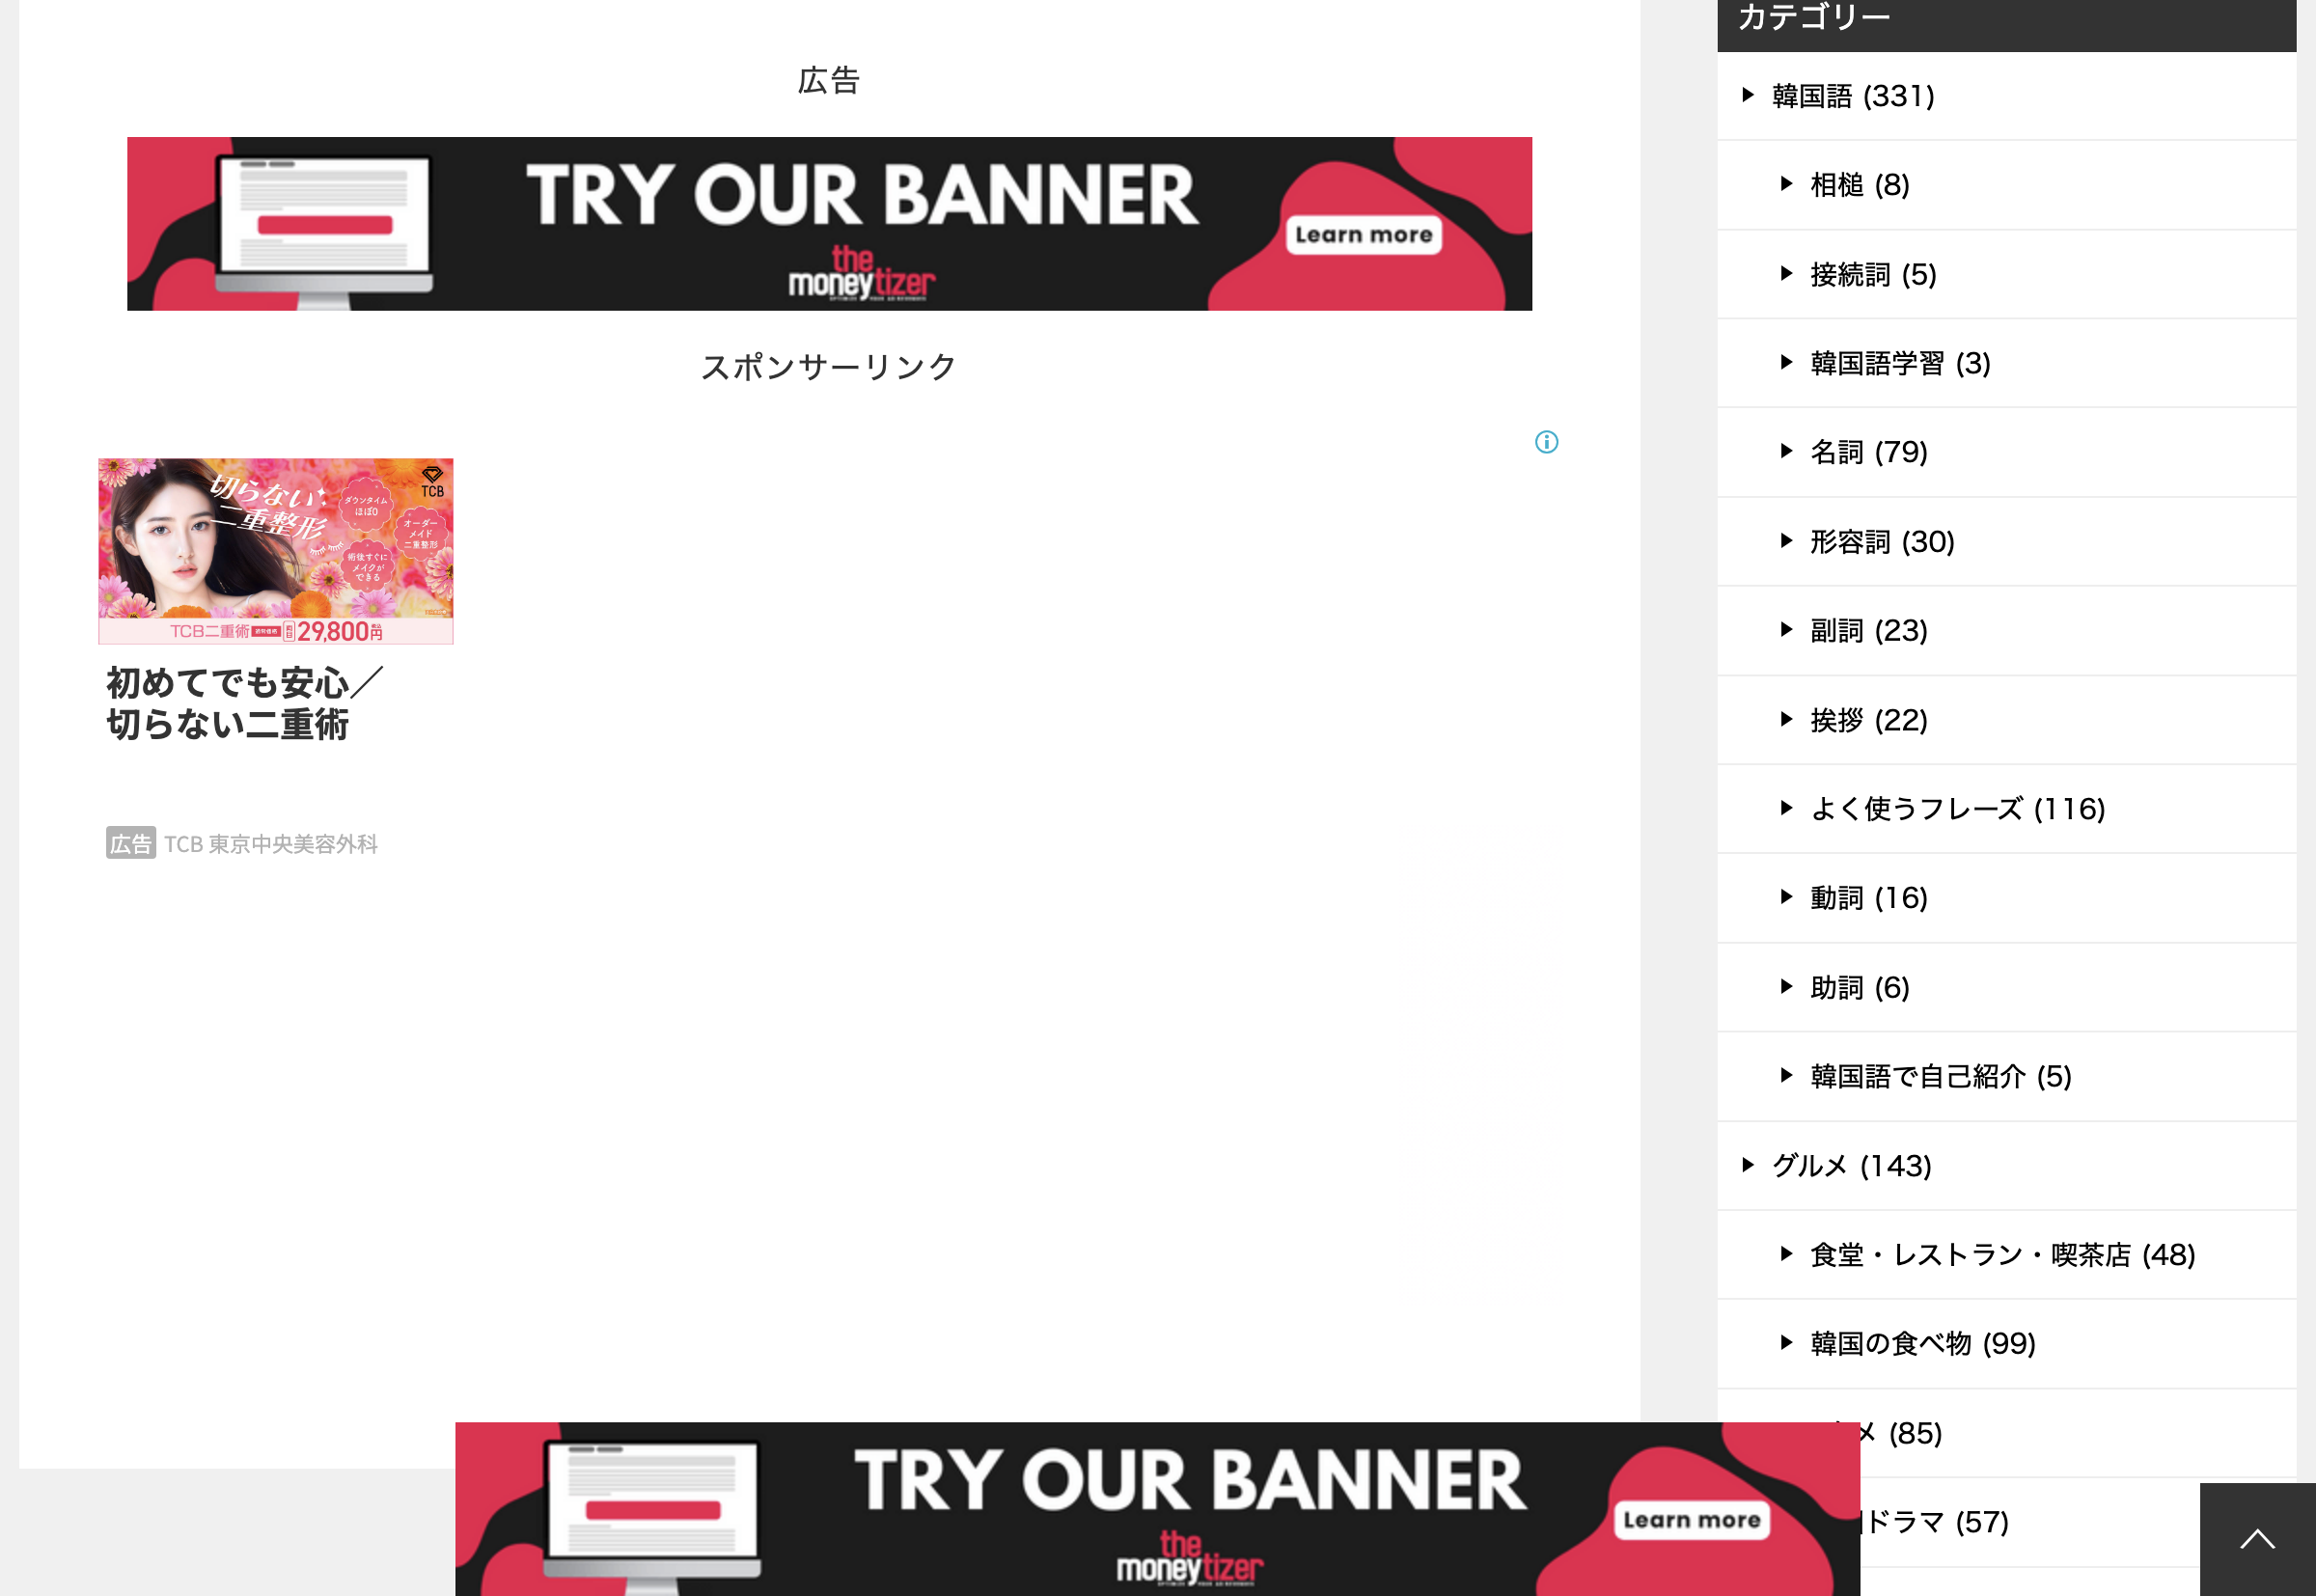 広告
TRY OUR BANNER
the
moneytizer
Learn more
スポンサーリンク
切らない
二重整形
ダウンタイム
ほぼ0
オーダー
メイド
二重整形
術後すぐに
メイクが
できる
TCB
TCB二重術 29,800円
初めてでも安心／
切らない二重術
広告 TCB 東京中央美容外科
カテゴリー
韓国語 (331)
相槌 (8)
接続詞 (5)
韓国語学習 (3)
名詞 (79)
形容詞 (30)
副詞 (23)
挨拶 (22)
よく使うフレーズ (116)
動詞 (16)
助詞 (6)
韓国語で自己紹介 (5)
グルメ (143)
食堂・レストラン・喫茶店 (48)
韓国の食べ物 (99)
メ (85)
ドラマ (57)
TRY OUR BANNER
the
moneytizer
Learn more